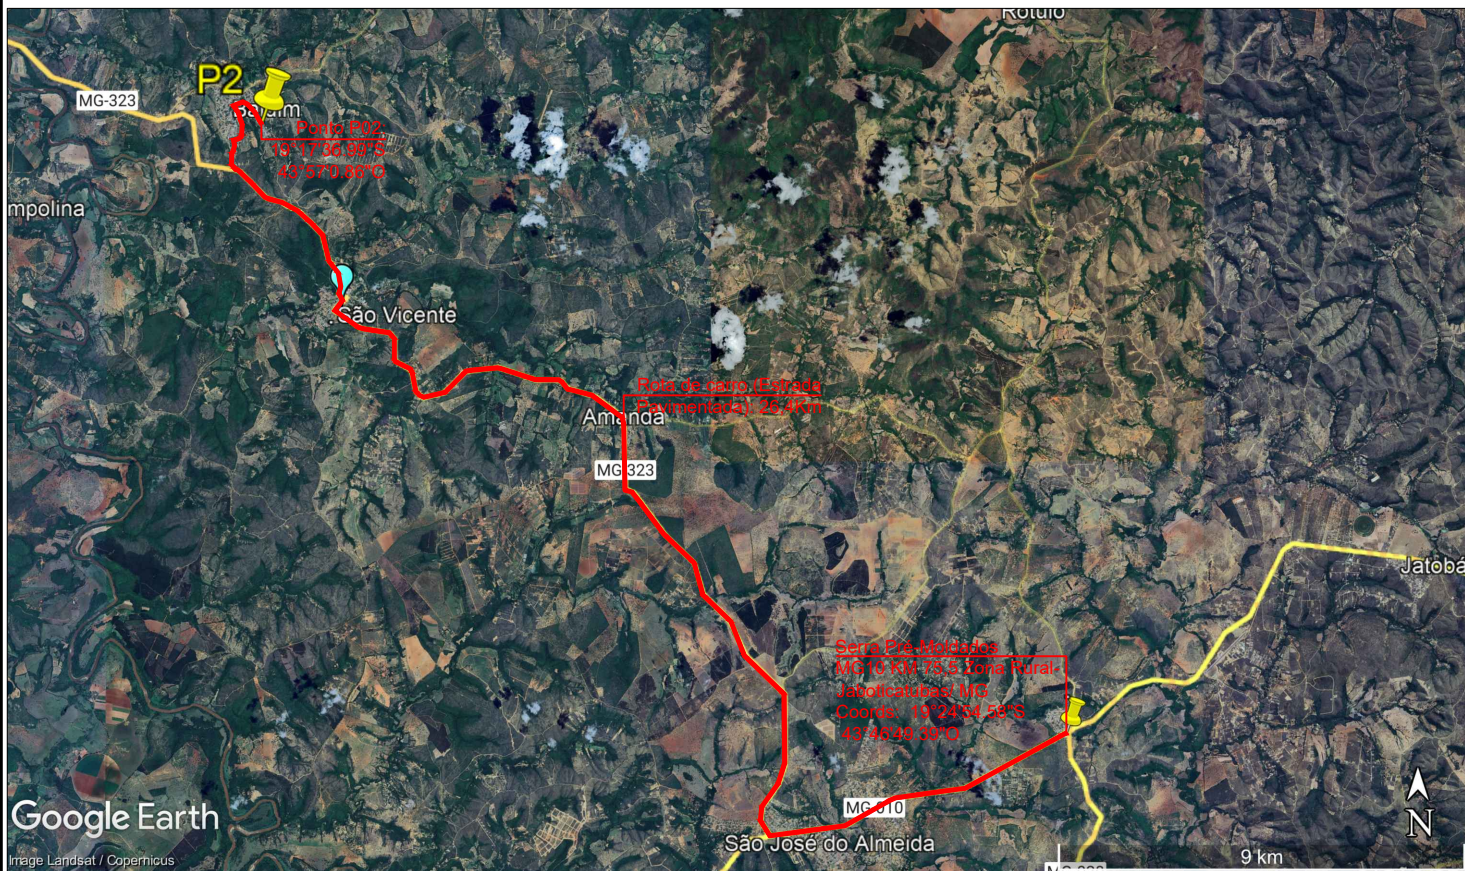 Rótulo
P2
MG-323
Baldim
Ponto P02
19°17'36.99"S
43°57'0.66"O
mpolina
São Vicente
Rota de carro (Estrada
Pavimentada): 26,4Km
Amanda
MG-323
Jatobá
Serra Pré-Moldados
MG10 KM 75,5 Zona Rural-
Jaboticatubas/ MG
Coords: 19°24'54.58"S
43°46'49.39"O
MG-010
São José do Almeida
Google Earth
N
9 km
Image Landsat / Copernicus